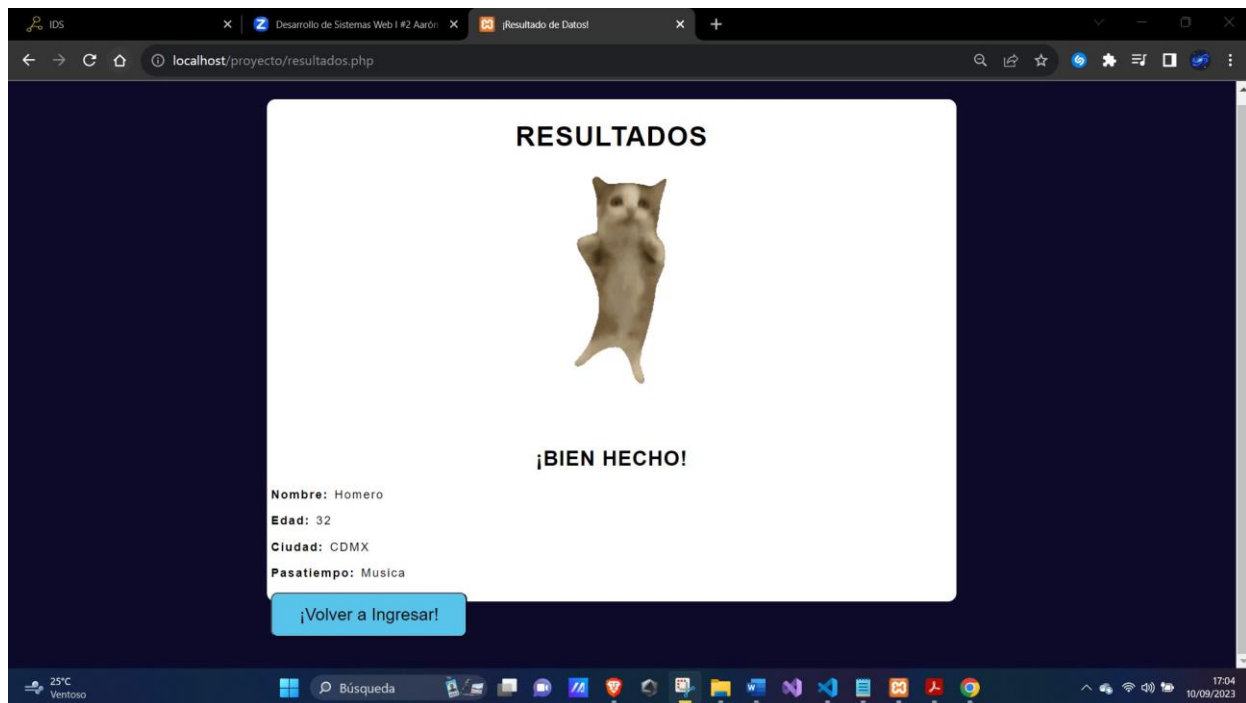 IDS
Desarrollo de Sistemas Web I #2 Aarón
¡Resultado de Datos!
localhost/proyecto/resultados.php
RESULTADOS
¡BIEN HECHO!
Nombre: Homero
Edad: 32
Ciudad: CDMX
Pasatiempo: Musica
¡Volver a Ingresar!
25°C
Ventoso
Búsqueda
17:04
10/09/2023